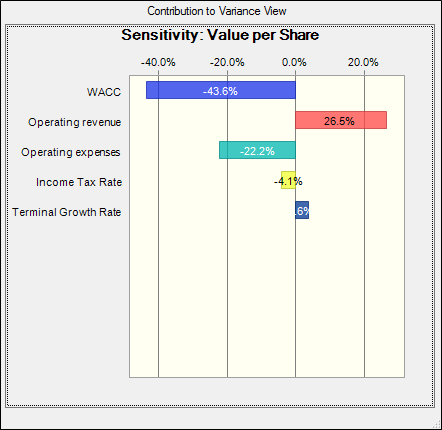 Contribution to Variance View
Sensitivity: Value per Share
-40.0% -20.0% 0.0% 20.0%
WACC -43.6%
Operating revenue 26.5%
Operating expenses -22.2%
Income Tax Rate -4.1%
Terminal Growth Rate